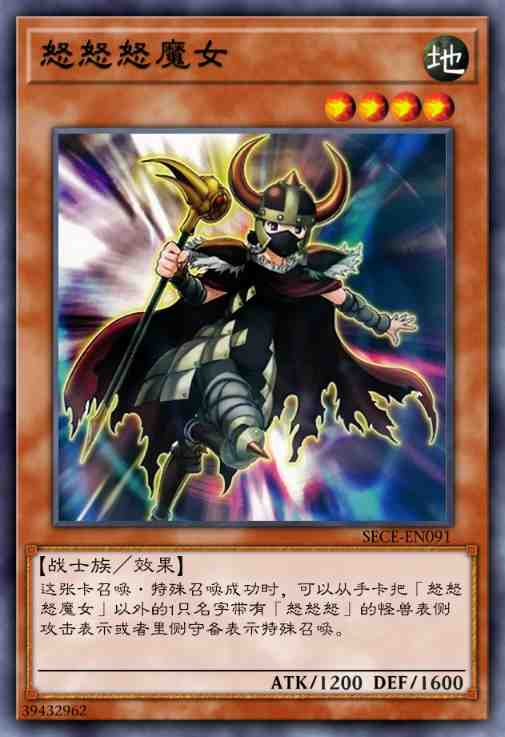 怒怒怒魔女
地
SECE-EN091
【战士族／效果】
这张卡召唤·特殊召唤成功时，可以从手卡把「怒怒
怒魔女」以外的1只名字带有「怒怒怒」的怪兽表侧
攻击表示或者里侧守备表示特殊召唤。
ATK/1200 DEF/1600
39432962